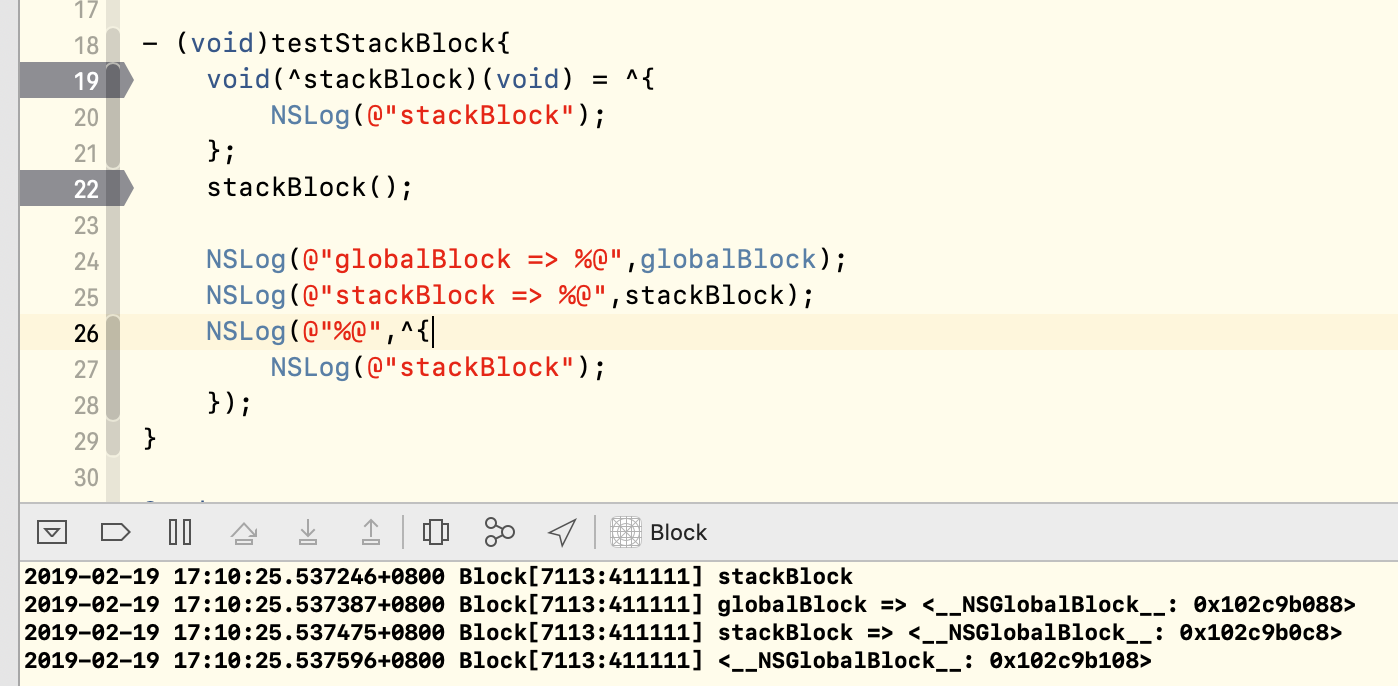 17
18 - (void)testStackBlock{
19 void(^stackBlock)(void) = ^{
20 NSLog(@"stackBlock");
21 };
22 stackBlock();
23
24 NSLog(@"globalBlock => %@",globalBlock);
25 NSLog(@"stackBlock => %@",stackBlock);
26 NSLog(@"%@",^{
27 NSLog(@"stackBlock");
28 });
29 }
30
Block
2019-02-19 17:10:25.537246+0800 Block[7113:411111] stackBlock
2019-02-19 17:10:25.537387+0800 Block[7113:411111] globalBlock => <__NSGlobalBlock__: 0x102c9b088>
2019-02-19 17:10:25.537475+0800 Block[7113:411111] stackBlock => <__NSGlobalBlock__: 0x102c9b0c8>
2019-02-19 17:10:25.537596+0800 Block[7113:411111] <__NSGlobalBlock__: 0x102c9b108>